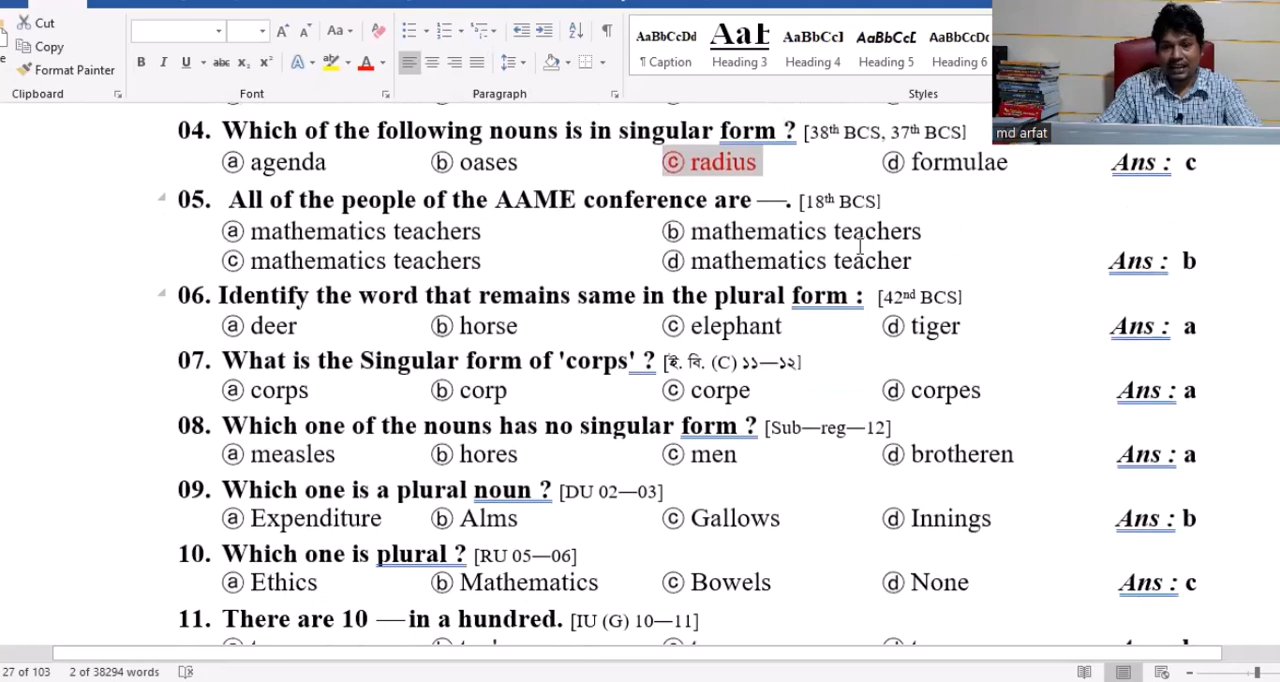 Cut
Copy
Format Painter
Aa
B I U abc x₂ x² A ab A
AaBbCcDd AaB AaBbCcI AaBbCcD AaBbCcDc
¶ Caption Heading 3 Heading 4 Heading 5 Heading 6
Clipboard Font Paragraph Styles
md arfat
04. Which of the following nouns is in singular form ? [38th BCS, 37th BCS]
ⓐ agenda ⓑ oases ⓒ radius ⓓ formulae Ans : c
05. All of the people of the AAME conference are —. [18th BCS]
ⓐ mathematics teachers ⓑ mathematics teachers
ⓒ mathematics teachers ⓓ mathematics teacher Ans : b
06. Identify the word that remains same in the plural form : [42nd BCS]
ⓐ deer ⓑ horse ⓒ elephant ⓓ tiger Ans : a
07. What is the Singular form of 'corps' ? [ই. বি. (C) ১১—১২]
ⓐ corps ⓑ corp ⓒ corpe ⓓ corpes Ans : a
08. Which one of the nouns has no singular form ? [Sub—reg—12]
ⓐ measles ⓑ hores ⓒ men ⓓ brotheren Ans : a
09. Which one is a plural noun ? [DU 02—03]
ⓐ Expenditure ⓑ Alms ⓒ Gallows ⓓ Innings Ans : b
10. Which one is plural ? [RU 05—06]
ⓐ Ethics ⓑ Mathematics ⓒ Bowels ⓓ None Ans : c
11. There are 10 — in a hundred. [IU (G) 10—11]
27 of 103 2 of 38294 words